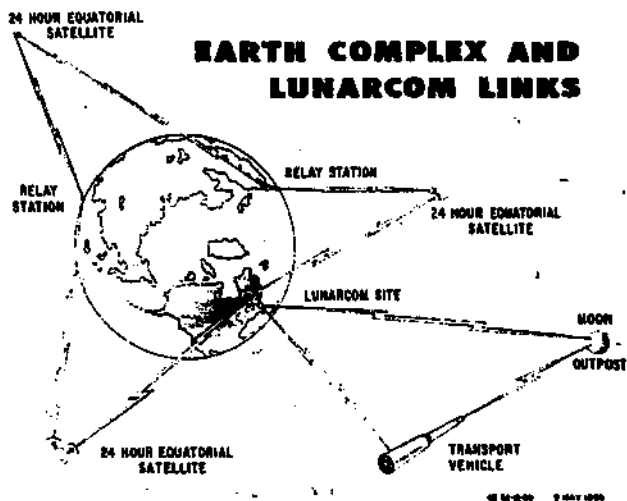 24 HOUR EQUATORIAL
SATELLITE
EARTH COMPLEX AND
LUNARCOM LINKS
RELAY STATION
RELAY
STATION
24 HOUR EQUATORIAL
SATELLITE
LUNARCOM SITE
MOON
OUTPOST
24 HOUR EQUATORIAL
SATELLITE
TRANSPORT
VEHICLE
MAY